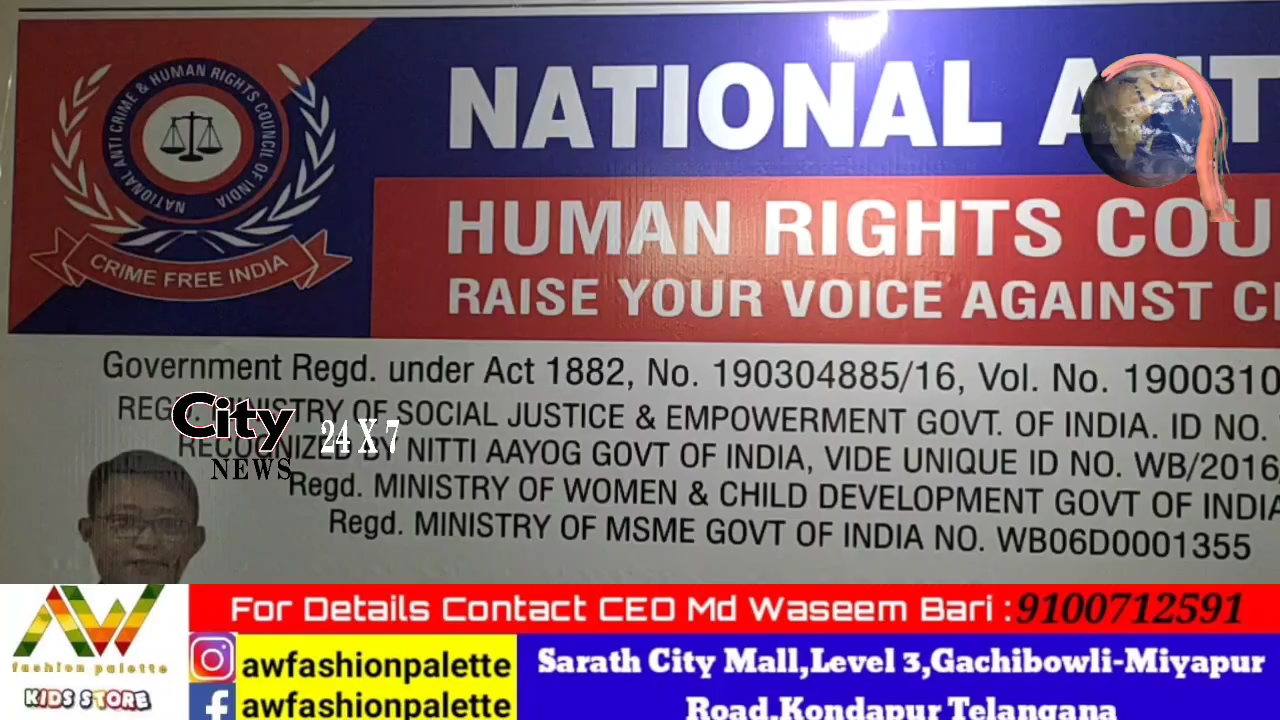 NATIONAL ANTI CRIME & HUMAN RIGHTS COUNCIL OF INDIA
NATIONAL
CRIME FREE INDIA
NATIONAL A
HUMAN RIGHTS COU
RAISE YOUR VOICE AGAINST
Government Regd. under Act 1882, No. 190304885/16, Vol. No. 1900310
SOCIAL JUSTICE & EMPOWERMENT GOVT. OF INDIA. ID NO.
RECOGNIZED BY NITTI AAYOG GOVT OF INDIA, VIDE UNIQUE ID NO. WB/2016
Regd. MINISTRY OF WOMEN & CHILD DEVELOPMENT GOVT OF INDIA
Regd. MINISTRY OF MSME GOVT OF INDIA NO. WB06D0001355
City
24 X 7
NEWS
AW
fashion palette
KIDS STORE
For Details Contact CEO Md Waseem Bari : 9100712591
awfashionpalette
awfashionpalette
Sarath City Mall,Level 3,Gachibowli-Miyapur
Road,Kondapur Telangana